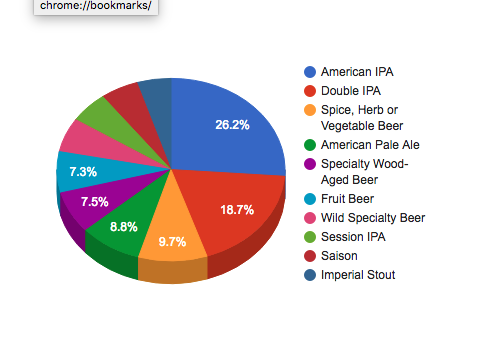 chrome://bookmarks/
American IPA
Double IPA
Spice, Herb or
Vegetable Beer
American Pale Ale
Specialty Wood-
Aged Beer
Fruit Beer
Wild Specialty Beer
Session IPA
Saison
Imperial Stout
26.2%
18.7%
9.7%
8.8%
7.5%
7.3%